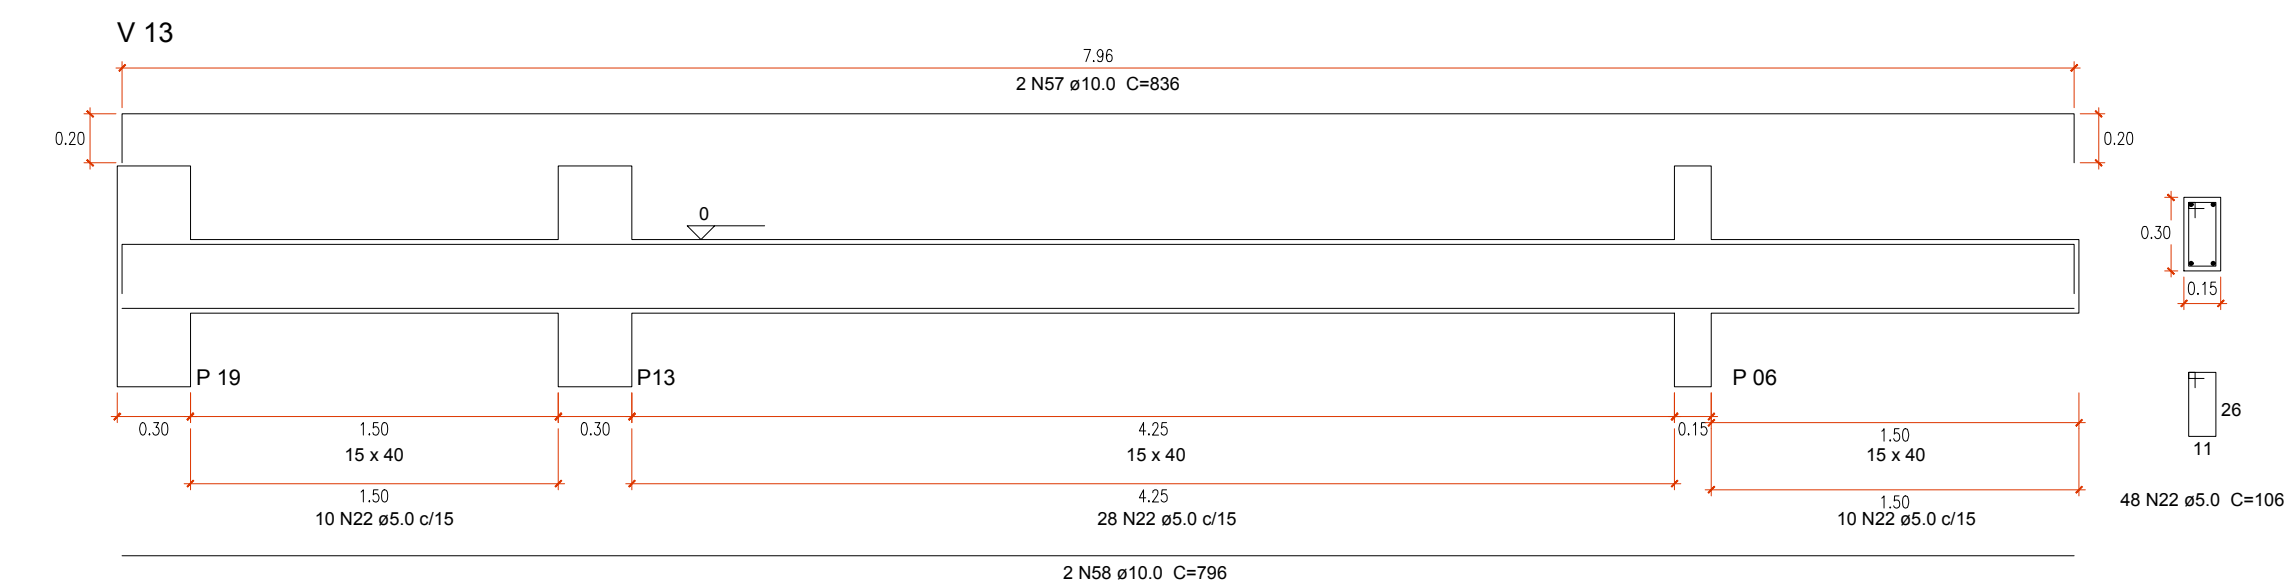 V 13
7.96
2 N57 ø10.0 C=836
0.20
0.20
0
0.30
0.15
P 19
P13
P 06
26
11
0.30
1.50
0.30
4.25
0.15
1.50
15 x 40
15 x 40
15 x 40
1.50
4.25
1.50
10 N22 ø5.0 c/15
28 N22 ø5.0 c/15
10 N22 ø5.0 c/15
48 N22 ø5.0 C=106
2 N58 ø10.0 C=796